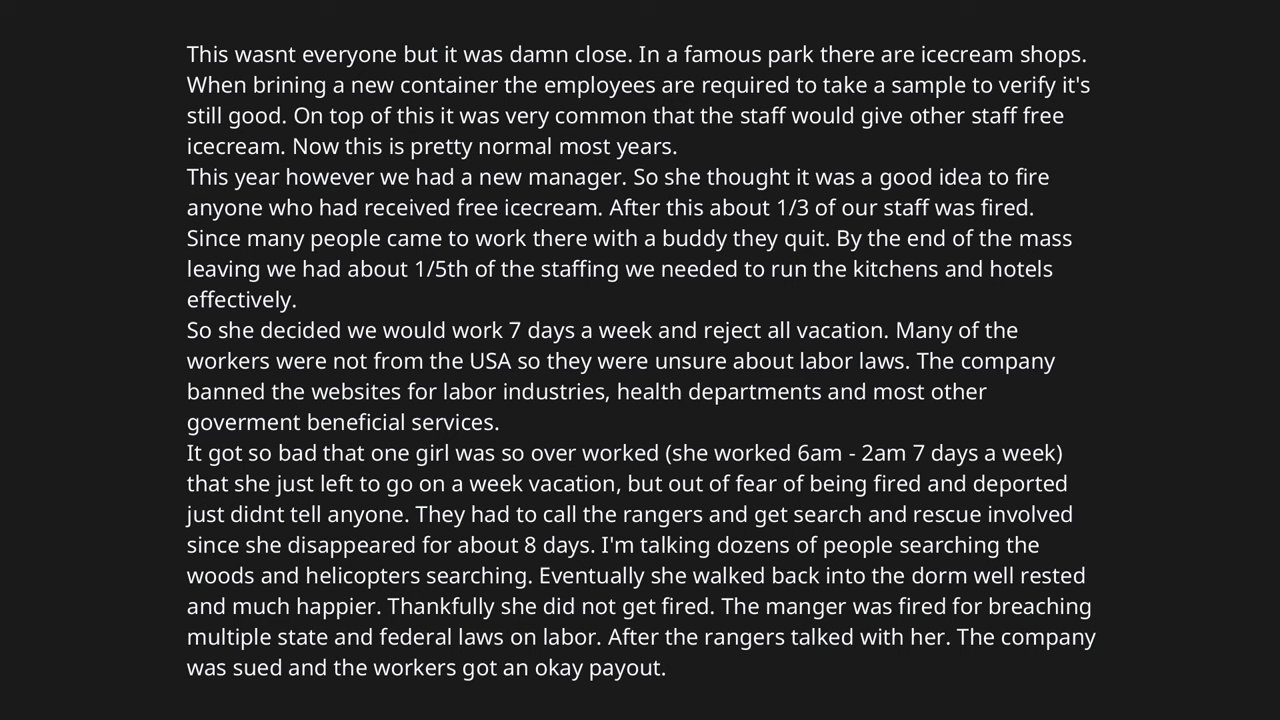 This wasnt everyone but it was damn close. In a famous park there are icecream shops.
When brining a new container the employees are required to take a sample to verify it's
still good. On top of this it was very common that the staff would give other staff free
icecream. Now this is pretty normal most years.
This year however we had a new manager. So she thought it was a good idea to fire
anyone who had received free icecream. After this about 1/3 of our staff was fired.
Since many people came to work there with a buddy they quit. By the end of the mass
leaving we had about 1/5th of the staffing we needed to run the kitchens and hotels
effectively.
So she decided we would work 7 days a week and reject all vacation. Many of the
workers were not from the USA so they were unsure about labor laws. The company
banned the websites for labor industries, health departments and most other
goverment beneficial services.
It got so bad that one girl was so over worked (she worked 6am - 2am 7 days a week)
that she just left to go on a week vacation, but out of fear of being fired and deported
just didnt tell anyone. They had to call the rangers and get search and rescue involved
since she disappeared for about 8 days. I'm talking dozens of people searching the
woods and helicopters searching. Eventually she walked back into the dorm well rested
and much happier. Thankfully she did not get fired. The manger was fired for breaching
multiple state and federal laws on labor. After the rangers talked with her. The company
was sued and the workers got an okay payout.